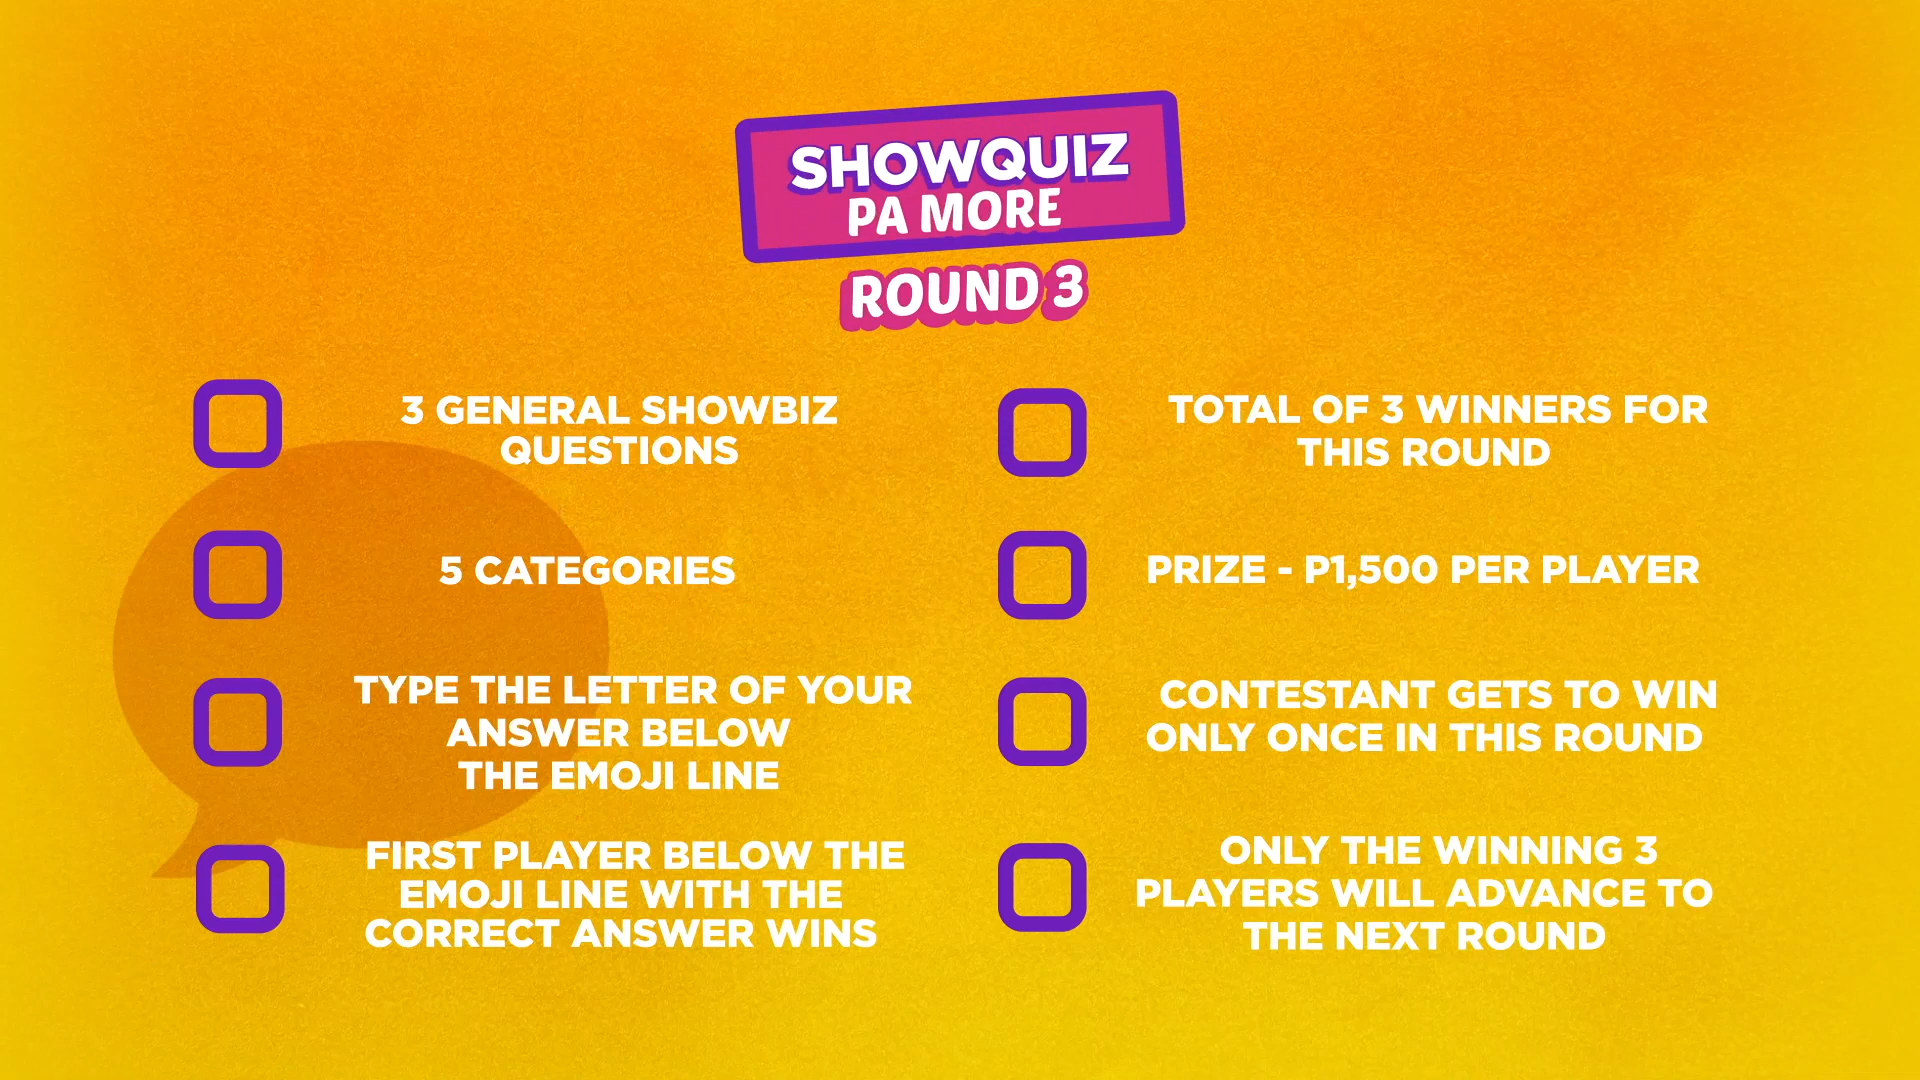 SHOWQUIZ
PA MORE
ROUND 3
3 GENERAL SHOWBIZ
QUESTIONS
5 CATEGORIES
TYPE THE LETTER OF YOUR
ANSWER BELOW
THE EMOJI LINE
FIRST PLAYER BELOW THE
EMOJI LINE WITH THE
CORRECT ANSWER WINS
TOTAL OF 3 WINNERS FOR
THIS ROUND
PRIZE - P1,500 PER PLAYER
CONTESTANT GETS TO WIN
ONLY ONCE IN THIS ROUND
ONLY THE WINNING 3
PLAYERS WILL ADVANCE TO
THE NEXT ROUND